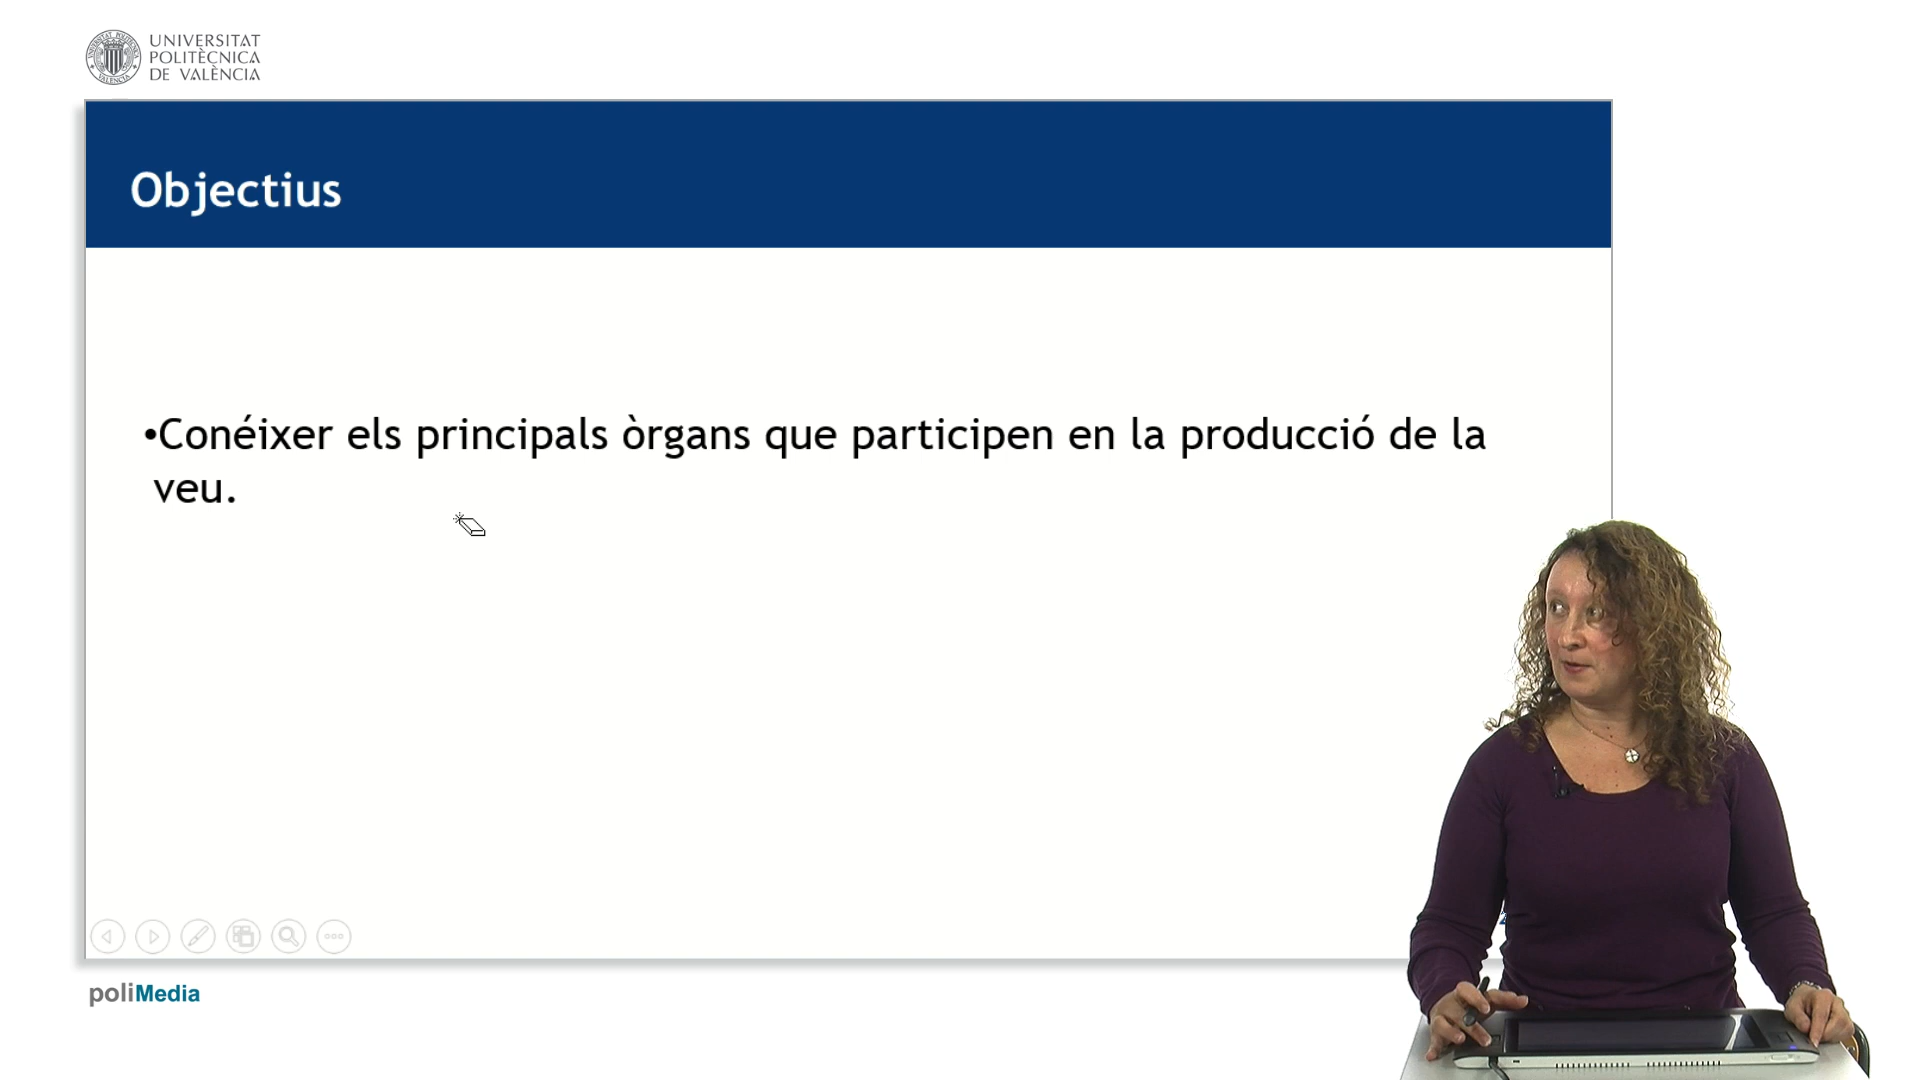 UNIVERSITAT
POLITÈCNICA
DE VALÈNCIA
Objectius
•Conéixer els principals òrgans que participen en la producció de la
veu.
poliMedia